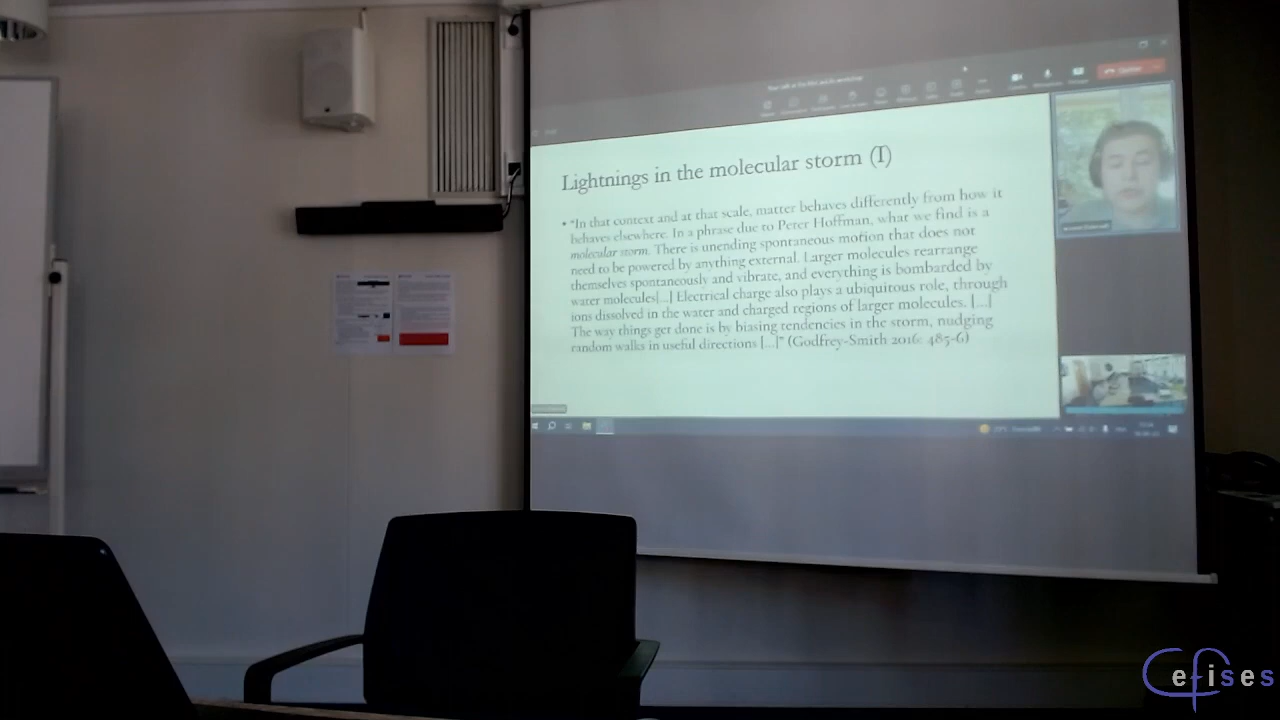 Lightnings in the molecular storm (I)
• "In that context and at that scale, matter behaves differently from how it
behaves elsewhere. In a phrase due to Peter Hoffman, what we find is a
molecular storm. There is unending spontaneous motion that does not
need to be powered by anything external. Larger molecules rearrange
themselves spontaneously and vibrate, and everything is bombarded by
water molecules[...] Electrical charge also plays a ubiquitous role, through
ions dissolved in the water and charged regions of larger molecules. [...]
The way things get done is by biasing tendencies in the storm, nudging
random walks in useful directions [...]" (Godfrey-Smith 2016: 485-6)
Cefises